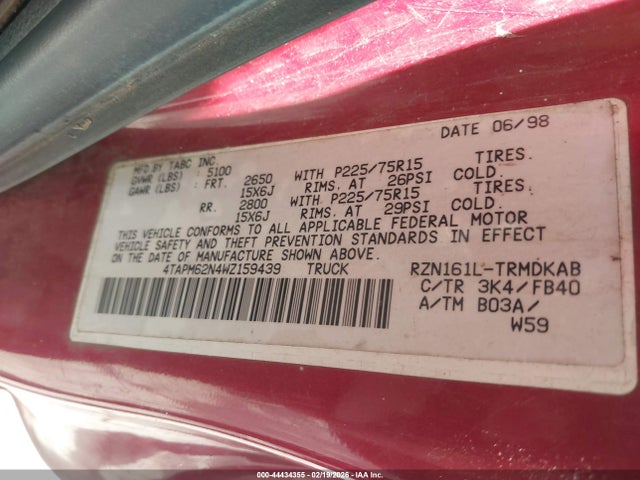 DATE 06/98
MFD.BY TABC INC.
GVWR (LBS) : 5100
GAWR (LBS) : FRT. 2650 WITH P225/75R15 TIRES.
15X6J RIMS. AT 26PSI COLD.
RR. 2800 WITH P225/75R15 TIRES.
15X6J RIMS. AT 29PSI COLD.
THIS VEHICLE CONFORMS TO ALL APPLICABLE FEDERAL MOTOR
VEHICLE SAFETY AND THEFT PREVENTION STANDARDS IN EFFECT
ON THE DATE OF MANUFACTURE SHOWN ABOVE.
4TAPM62N4WZ159439 TRUCK RZN161L-TRMDKAB
C/TR 3K4/FB40
A/TM B03A/
W59
000-44434355 - 02/19/2026 - IAA Inc.